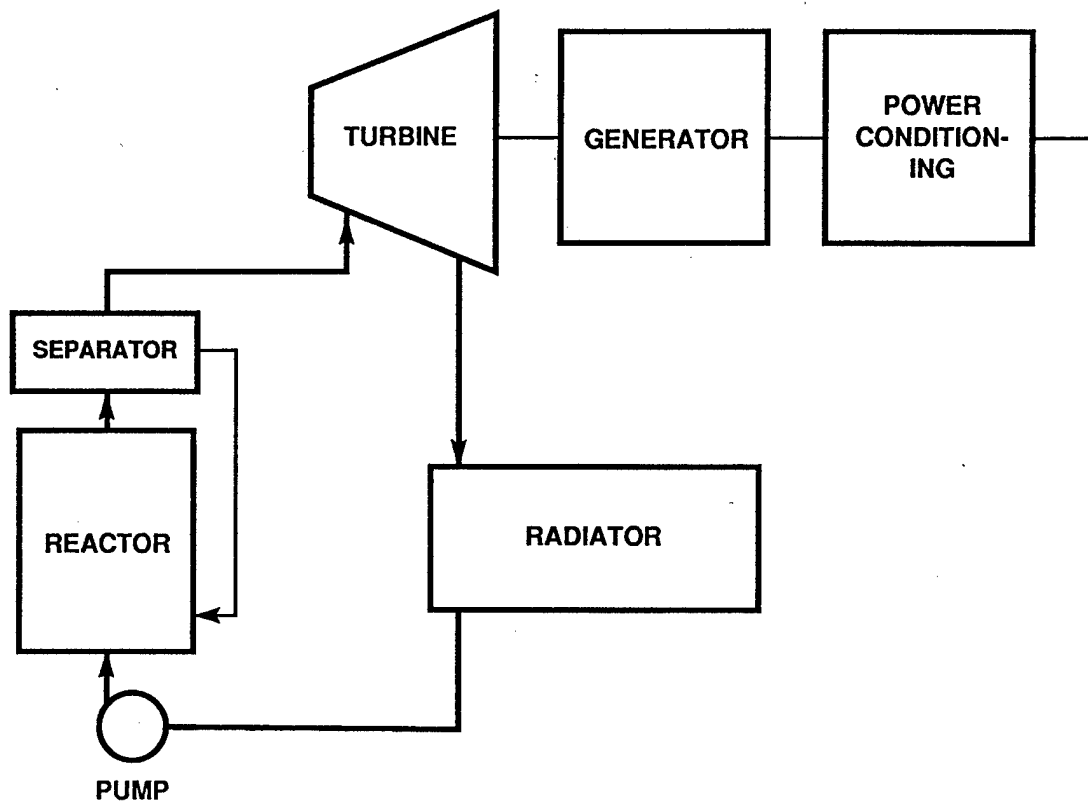 TURBINE
GENERATOR
POWER
CONDITION-
ING
SEPARATOR
REACTOR
RADIATOR
PUMP